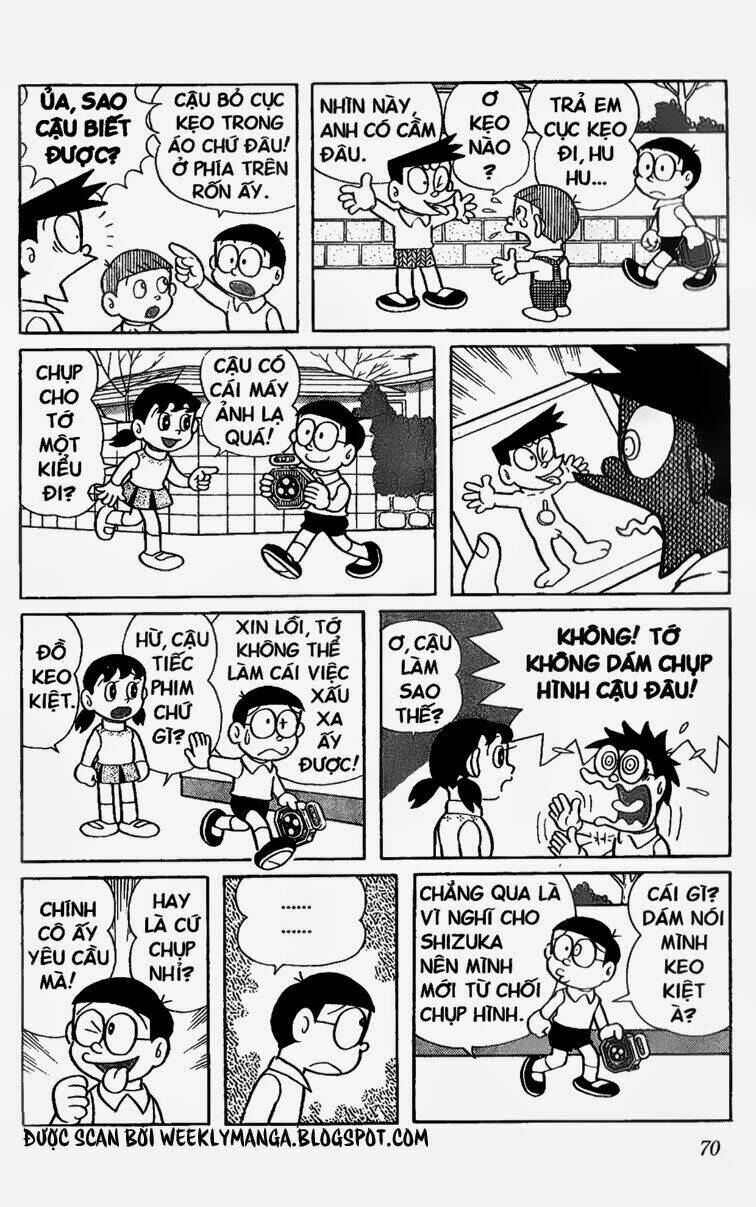 TRẢ EM
CỤC KẸO
ĐI, HU
HU...
Ơ
KẸO
NÀO
?
NHÌN NÀY,
ANH CÓ CẦM
ĐÂU.
CẬU BỎ CỤC
KẸO TRONG
ÁO CHỨ ĐÂU!
Ở PHÍA TRÊN
RỐN ẤY.
ỦA, SAO
CẬU BIẾT
ĐƯỢC?
CẬU CÓ
CÁI MÁY
ẢNH LẠ
QUÁ!
CHỤP
CHO
TỚ
MỘT
KIỂU
ĐI?
KHÔNG! TỚ
KHÔNG DÁM CHỤP
HÌNH CẬU ĐÂU!
Ơ, CẬU
LÀM
SAO
THẾ?
XIN LỖI, TỚ
KHÔNG THỂ
LÀM CÁI VIỆC
XẤU
XA
ẤY
ĐƯỢC!
HỪ, CẬU
TIẾC
PHIM
CHỨ
GÌ?
ĐỒ
KEO
KIỆT.
CÁI GÌ?
DÁM NÓI
MÌNH
KEO
KIỆT
À?
CHẲNG QUA LÀ
VÌ NGHĨ CHO
SHIZUKA
NÊN MÌNH
MỚI TỪ CHỐI
CHỤP HÌNH.
......
......
HAY
LÀ CỨ
CHỤP
NHỈ?
CHÍNH
CÔ ẤY
YÊU CẦU
MÀ!
ĐƯỢC SCAN BỞI WEEKLYMANGA.BLOGSPOT.COM
70